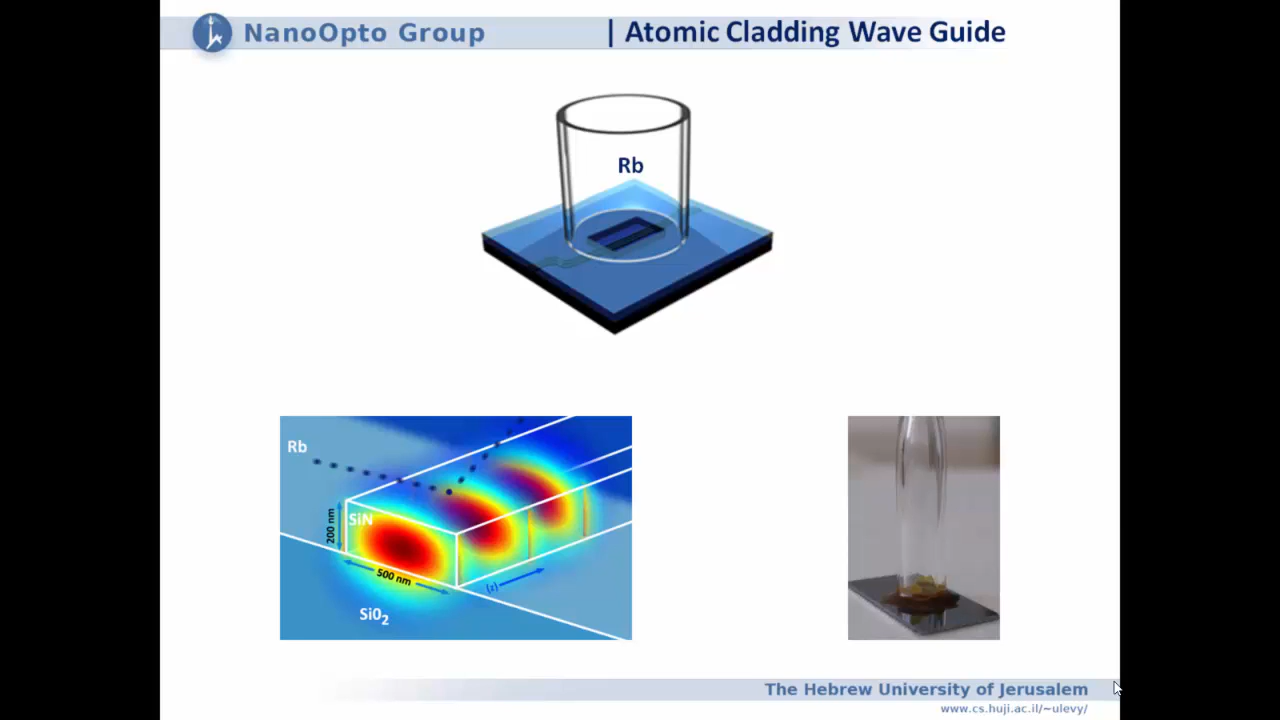 NanoOpto Group
| Atomic Cladding Wave Guide
Rb
Rb
SiN
200 nm
500 nm
(z)
SiO₂
The Hebrew University of Jerusalem
www.cs.huji.ac.il/~ulevy/